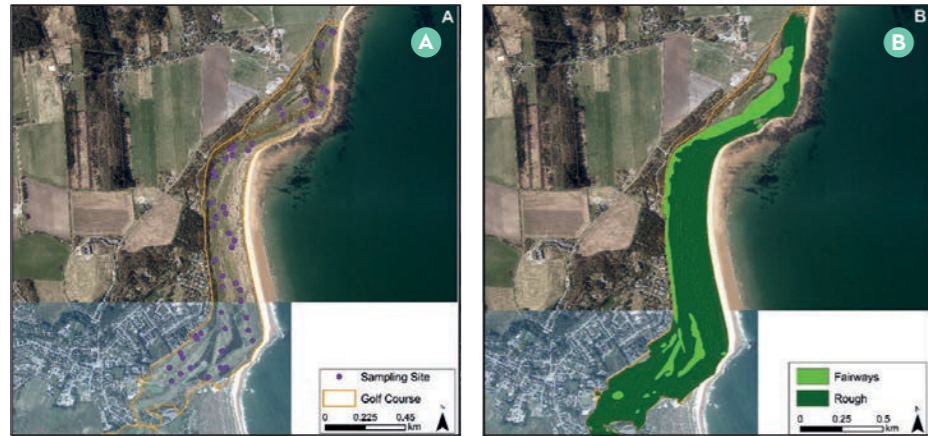 A
A
Sampling Site
Golf Course
N
0 0.225 0.45
km
B
B
Fairways
Rough
N
0 0.25 0.5
km